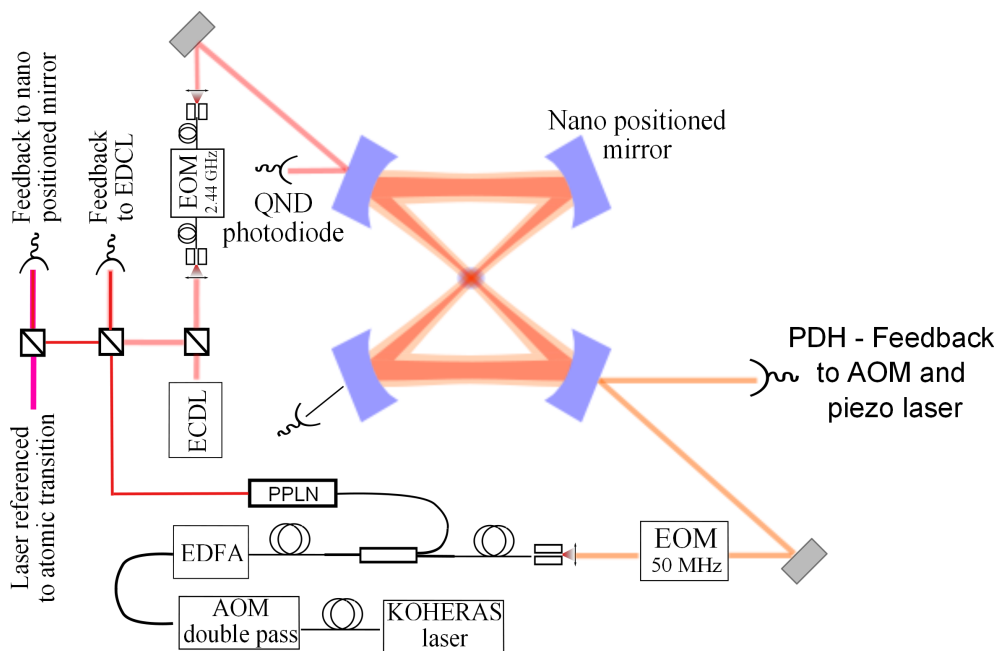 Feedback to nano
positioned mirror
Feedback
to EDCL
EOM
2.44 GHz
QND
photodiode
Nano positioned
mirror
PDH - Feedback
to AOM and
piezo laser
ECDL
Laser referenced
to atomic transition
PPLN
EDFA
EOM
50 MHz
AOM
double pass
KOHERAS
laser